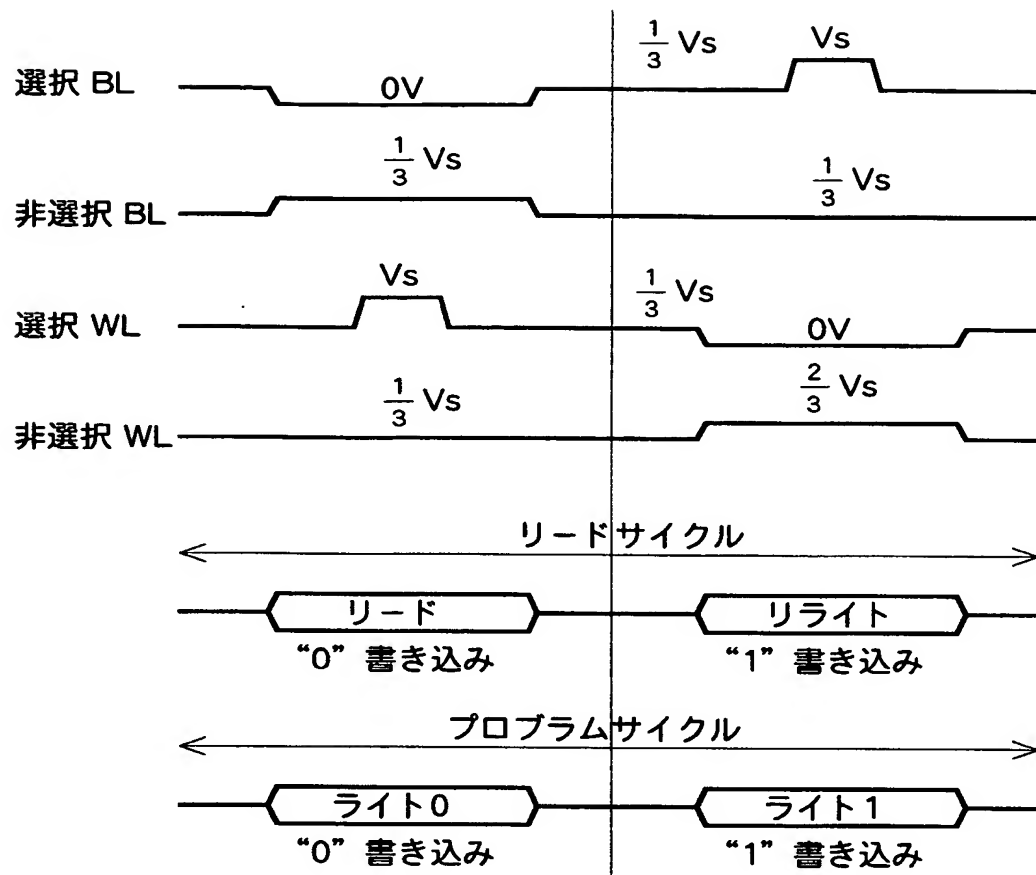 選択 BL
0V
1/3 Vs
Vs
非選択 BL
1/3 Vs
1/3 Vs
選択 WL
Vs
1/3 Vs
0V
非選択 WL
1/3 Vs
2/3 Vs
リードサイクル
リード
リライト
“0” 書き込み
“1” 書き込み
プロブラムサイクル
ライト0
ライト1
“0” 書き込み
“1” 書き込み